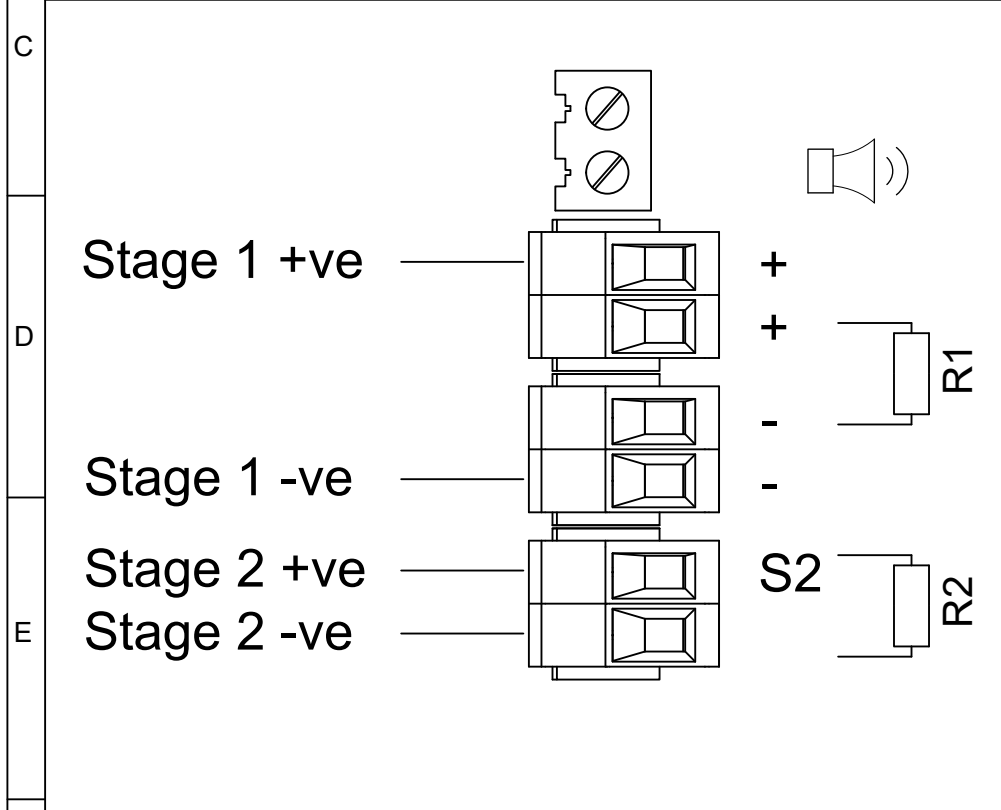 C
Stage 1 +ve
+
D
+
R1
-
Stage 1 -ve
-
Stage 2 +ve
S2
E
Stage 2 -ve
R2